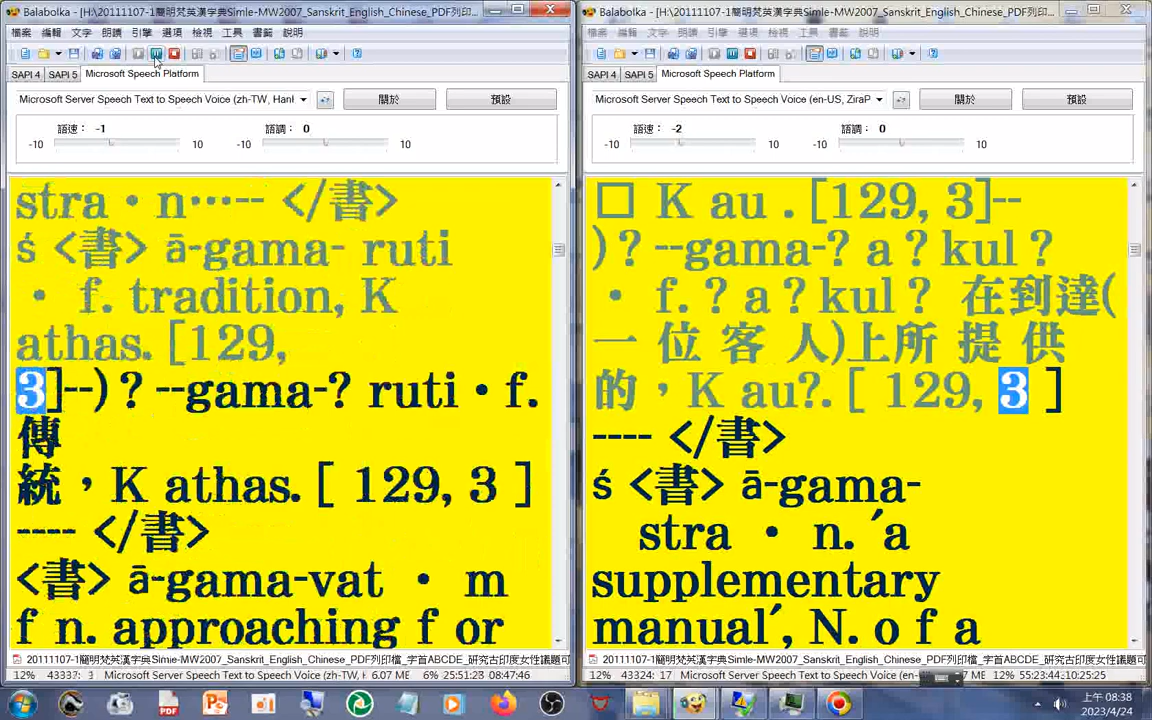 Balabolka - [H:\20111107-1簡明梵英漢字典Simle-MW2007_Sanskrit_English_Chinese_PDF列印...
檔案 編輯 文字 朗讀 引擎 選項 檢視 工具 書籤 說明
SAPI 4 SAPI 5 Microsoft Speech Platform
Microsoft Server Speech Text to Speech Voice (zh-TW, Hanl 關於 預設
語速： -1 語調： 0
-10 10 -10 10
stra • n…-- </書>
ś <書> ā-gama- ruti
• f. tradition, K
athas. [129,
3]--)？--gama-？ ruti • f.
傳
統，K athas. [ 129, 3 ]
---- </書>
<書> ā-gama-vat • m
f n. approaching f or
20111107-1簡明梵英漢字典Simle-MW2007_Sanskrit_English_Chinese_PDF列印檔_字首ABCDE_研究古印度女性議題可
12% 43337: 3 Microsoft Server Speech Text to Speech Voice (zh-TW, H 6.07 ME 6% 25:51:23 08:47:46
Balabolka - [H:\20111107-1簡明梵英漢字典Simle-MW2007_Sanskrit_English_Chinese_PDF列印...
檔案 編輯 文字 朗讀 引擎 選項 檢視 工具 書籤 說明
SAPI 4 SAPI 5 Microsoft Speech Platform
Microsoft Server Speech Text to Speech Voice (en-US, ZiraP 關於 預設
語速： -2 語調： 0
-10 10 -10 10
□ K au . [129, 3]--
)？--gama-？ a？kul？
• f.？a？kul？ 在到達(
一位客人)上所提供
的，K au?. [ 129, 3 ]
---- </書>
ś <書> ā-gama-
stra • n. ´a
supplementary
manual´, N. o f a
20111107-1簡明梵英漢字典Simle-MW2007_Sanskrit_English_Chinese_PDF列印檔_字首ABCDE_研究古印度女性議題可
12% 43324: 17 Microsoft Server Speech Text to Speech Voice 12% 55:23:44 10:25:25
上午 08:38
2023/4/24